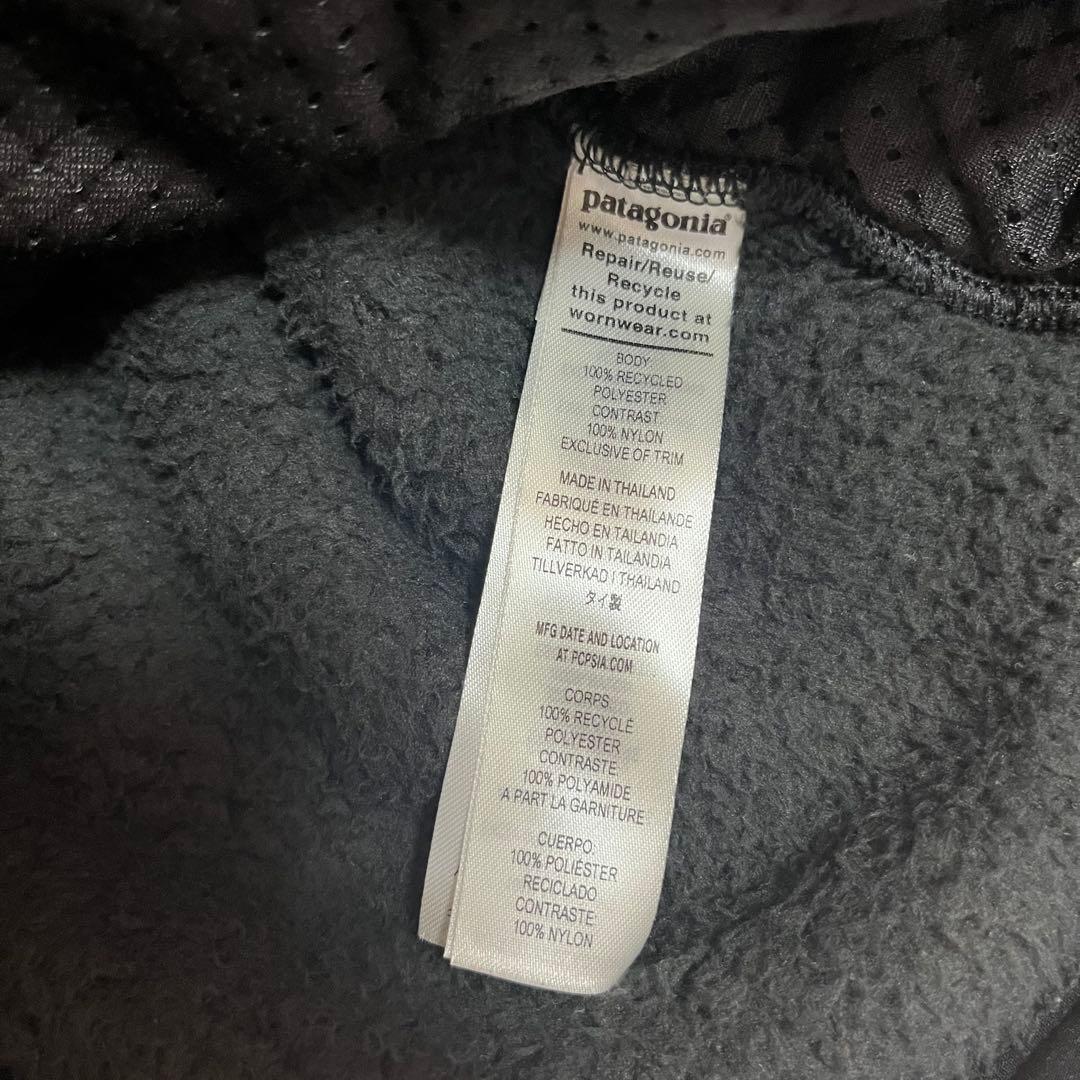 patagonia®
www.patagonia.com
Repair/Reuse/
Recycle
this product at
wornwear.com
BODY
100% RECYCLED
POLYESTER
CONTRAST
100% NYLON
EXCLUSIVE OF TRIM
MADE IN THAILAND
FABRIQUÉ EN THAILANDE
HECHO EN TAILANDIA
FATTO IN TAILANDIA
TILLVERKAD I THAILAND
タイ製
MFG DATE AND LOCATION
AT PCPSIA.COM
CORPS
100% RECYCLÉ
POLYESTER
CONTRASTE
100% POLYAMIDE
A PART LA GARNITURE
CUERPO
100% POLIÉSTER
RECICLADO
CONTRASTE
100% NYLON